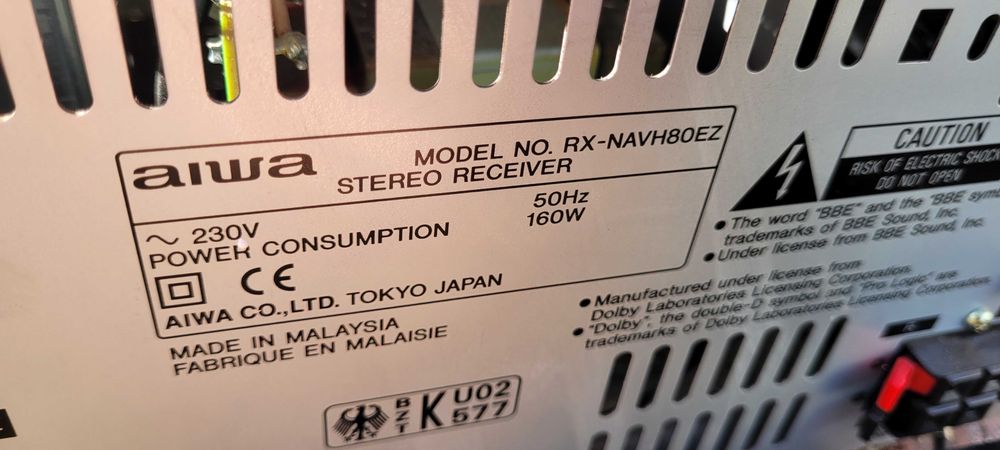 aiwa
MODEL NO. RX-NAVH80EZ
STEREO RECEIVER
~ 230V 50Hz
POWER CONSUMPTION 160W
CE
AIWA CO.,LTD. TOKYO JAPAN
MADE IN MALAYSIA
FABRIQUE EN MALAISIE
BZT K U02 577
CAUTION
RISK OF ELECTRIC SHOCK
DO NOT OPEN
• The word "BBE" and the "BBE
trademarks of BBE Sound, Inc.
• Under license from BBE Sound, Inc.
• Manufactured under license from
Dolby Laboratories Licensing Corporation.
• "Dolby", the double-D symbol and "Pro Logic" are
trademarks of Dolby Laboratories Licensing Corporation